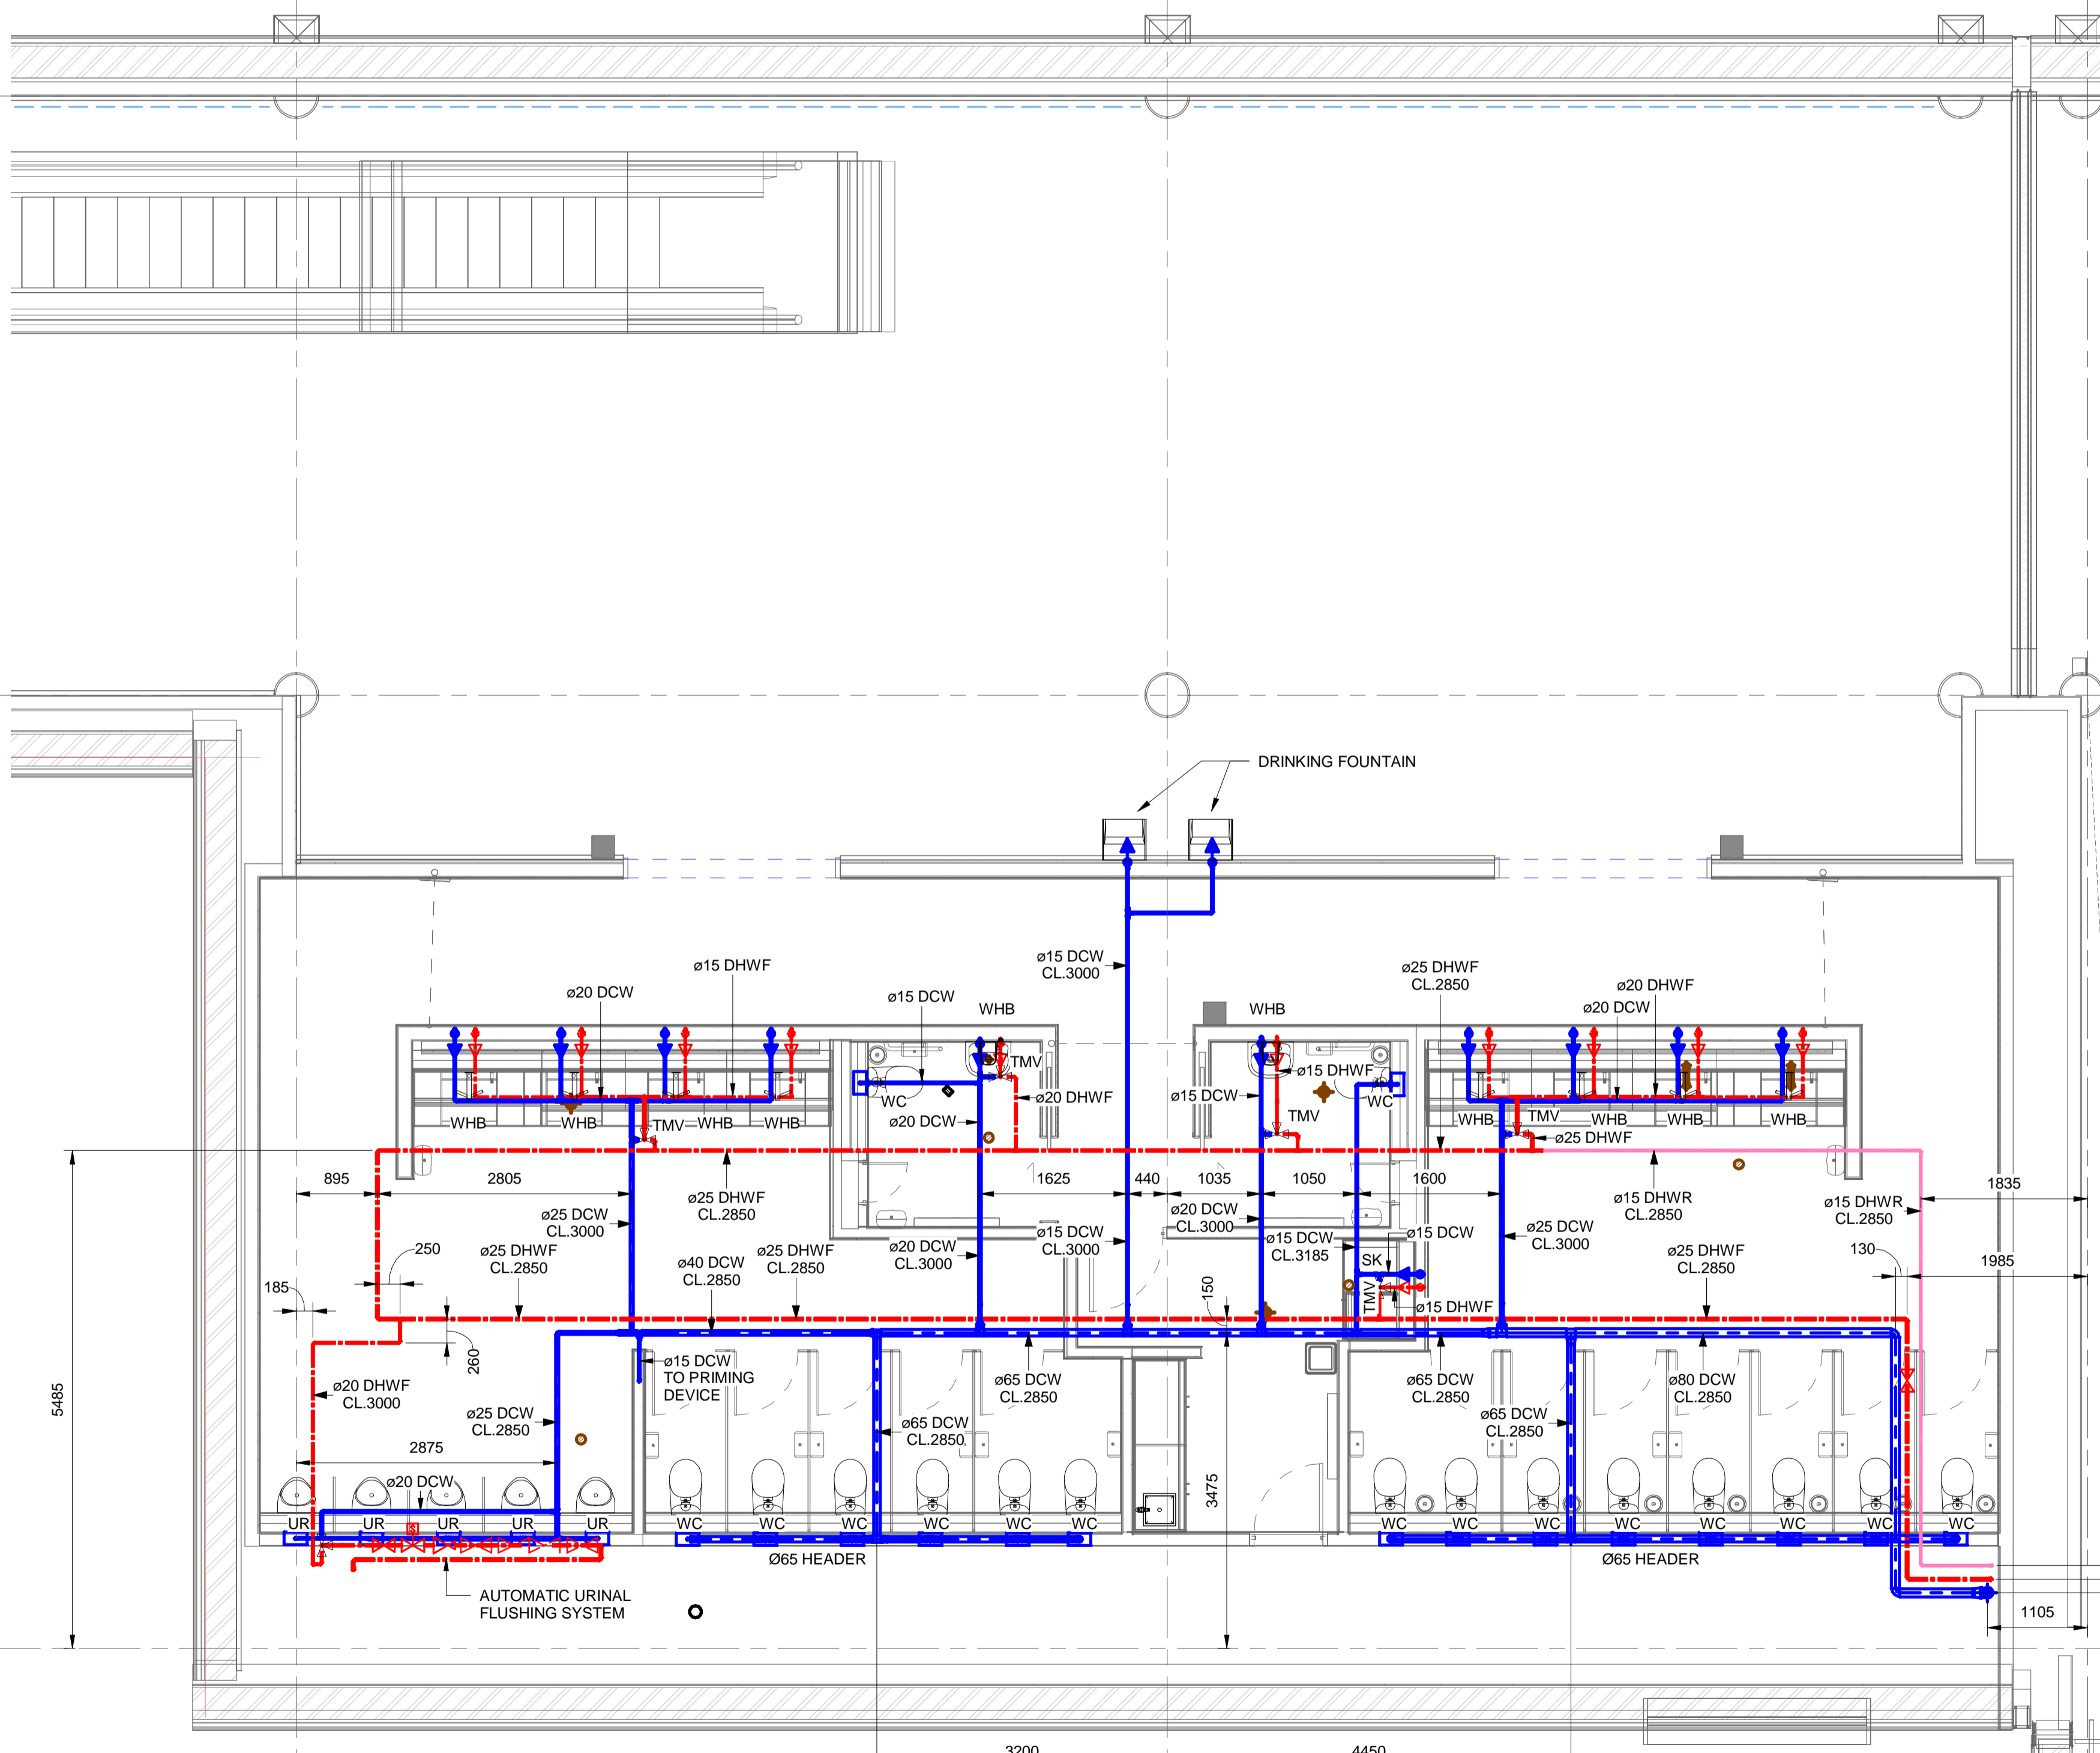 DRINKING FOUNTAIN
ø15 DCW
CL.3000
ø15 DHWF
ø25 DHWF
CL.2850
ø20 DHWF
ø20 DCW
ø15 DCW
WHB
WHB
ø20 DCW
TMV
ø15 DHWF
ø20 DHWF
ø15 DCW
WC
WC
ø20 DCW
WHB
WHB
TMV
WHB
WHB
TMV
WHB
TMV
WHB
WHB
WHB
ø25 DHWF
895
2805
1625
440
1035
1050
1600
1835
ø25 DHWF
CL.2850
ø15 DHWR
CL.2850
ø15 DHWR
CL.2850
ø25 DCW
CL.3000
ø20 DCW
CL.3000
ø15 DCW
CL.3000
ø20 DCW
CL.3000
ø15 DCW
CL.3185
ø15 DCW
ø25 DCW
CL.3000
250
ø25 DHWF
CL.2850
ø40 DCW
CL.2850
ø25 DHWF
CL.2850
SK
TMV
ø25 DHWF
CL.2850
130
1985
185
150
ø15 DHWF
260
ø20 DHWF
CL.3000
ø15 DCW
TO PRIMING
DEVICE
ø65 DCW
CL.2850
ø65 DCW
CL.2850
ø80 DCW
CL.2850
5485
ø25 DCW
CL.2850
ø65 DCW
CL.2850
ø65 DCW
CL.2850
2875
ø20 DCW
3475
UR
UR
UR
UR
UR
S
WC
WC
WC
WC
WC
WC
WC
WC
WC
WC
WC
WC
WC
WC
Ø65 HEADER
Ø65 HEADER
AUTOMATIC URINAL
FLUSHING SYSTEM
1105
3200
4450